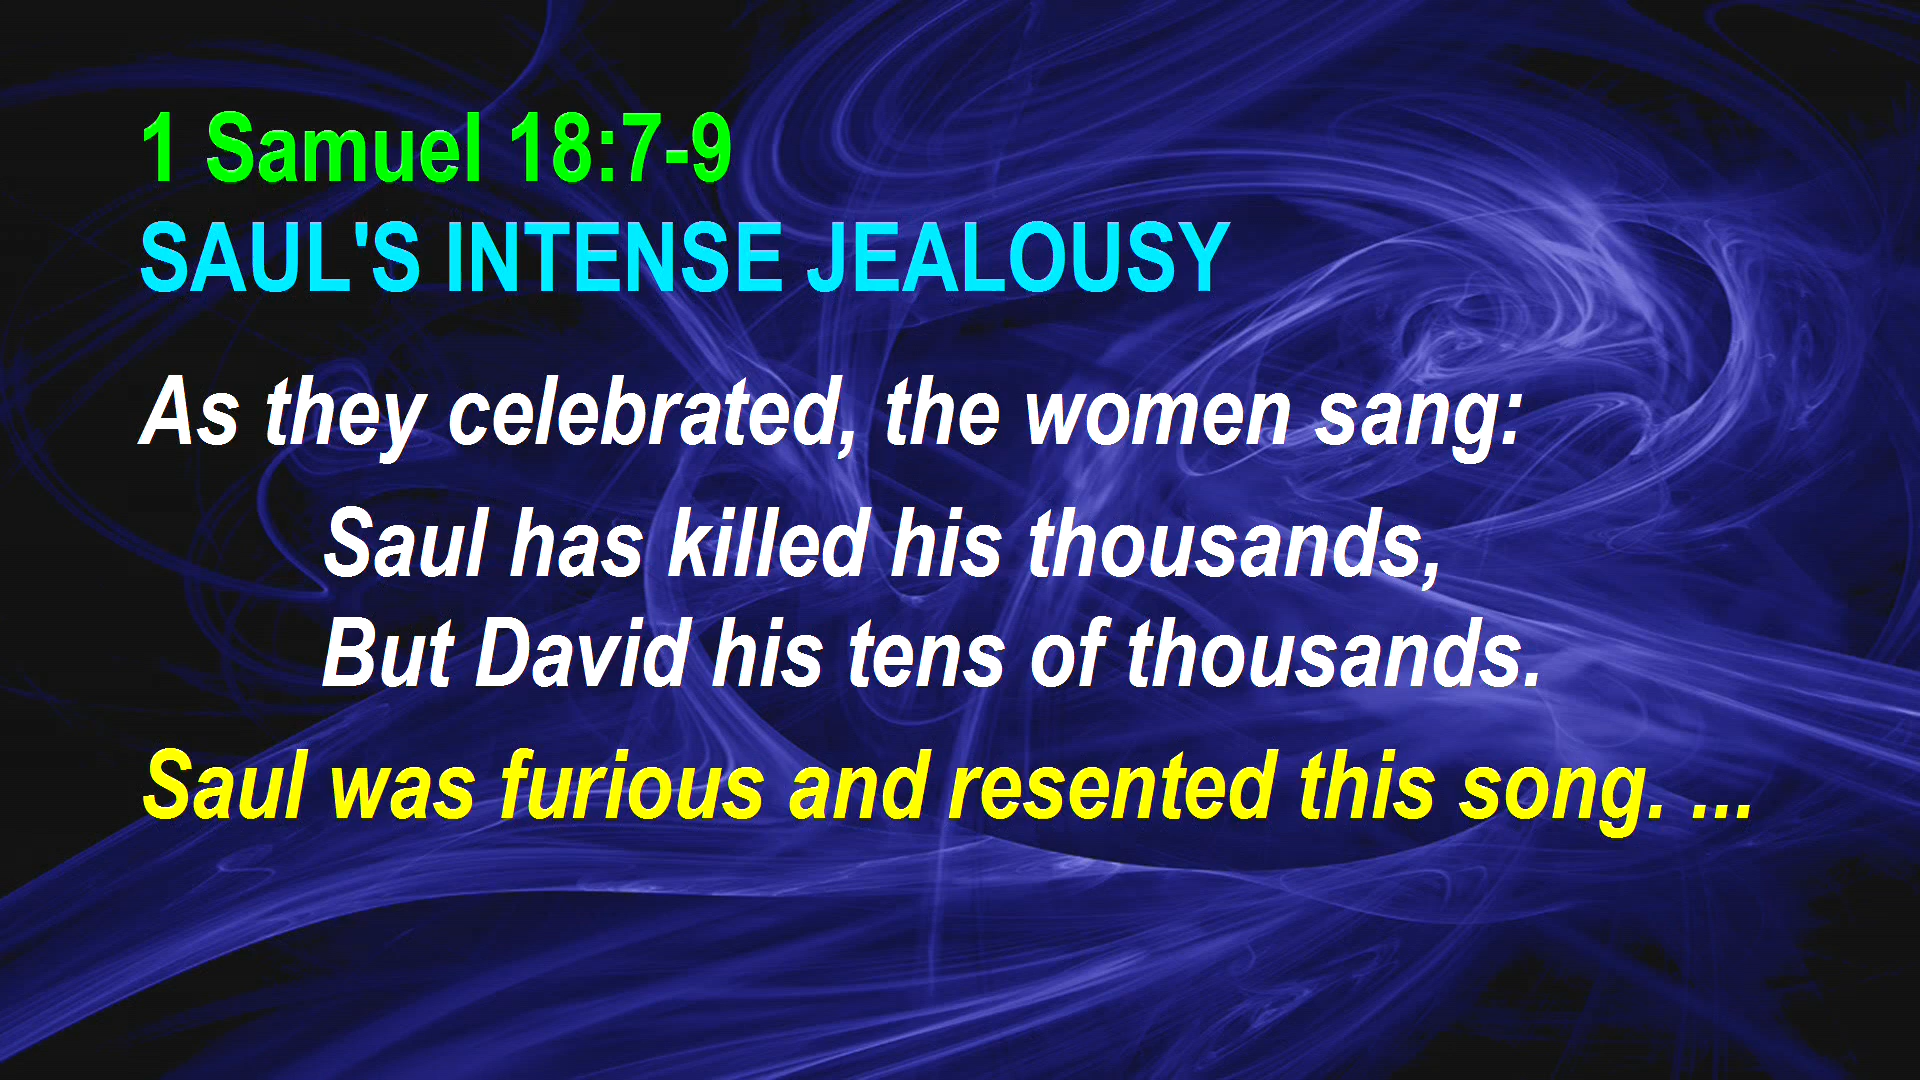 1 Samuel 18:7-9
SAUL'S INTENSE JEALOUSY
As they celebrated, the women sang:
Saul has killed his thousands,
But David his tens of thousands.
Saul was furious and resented this song. ...